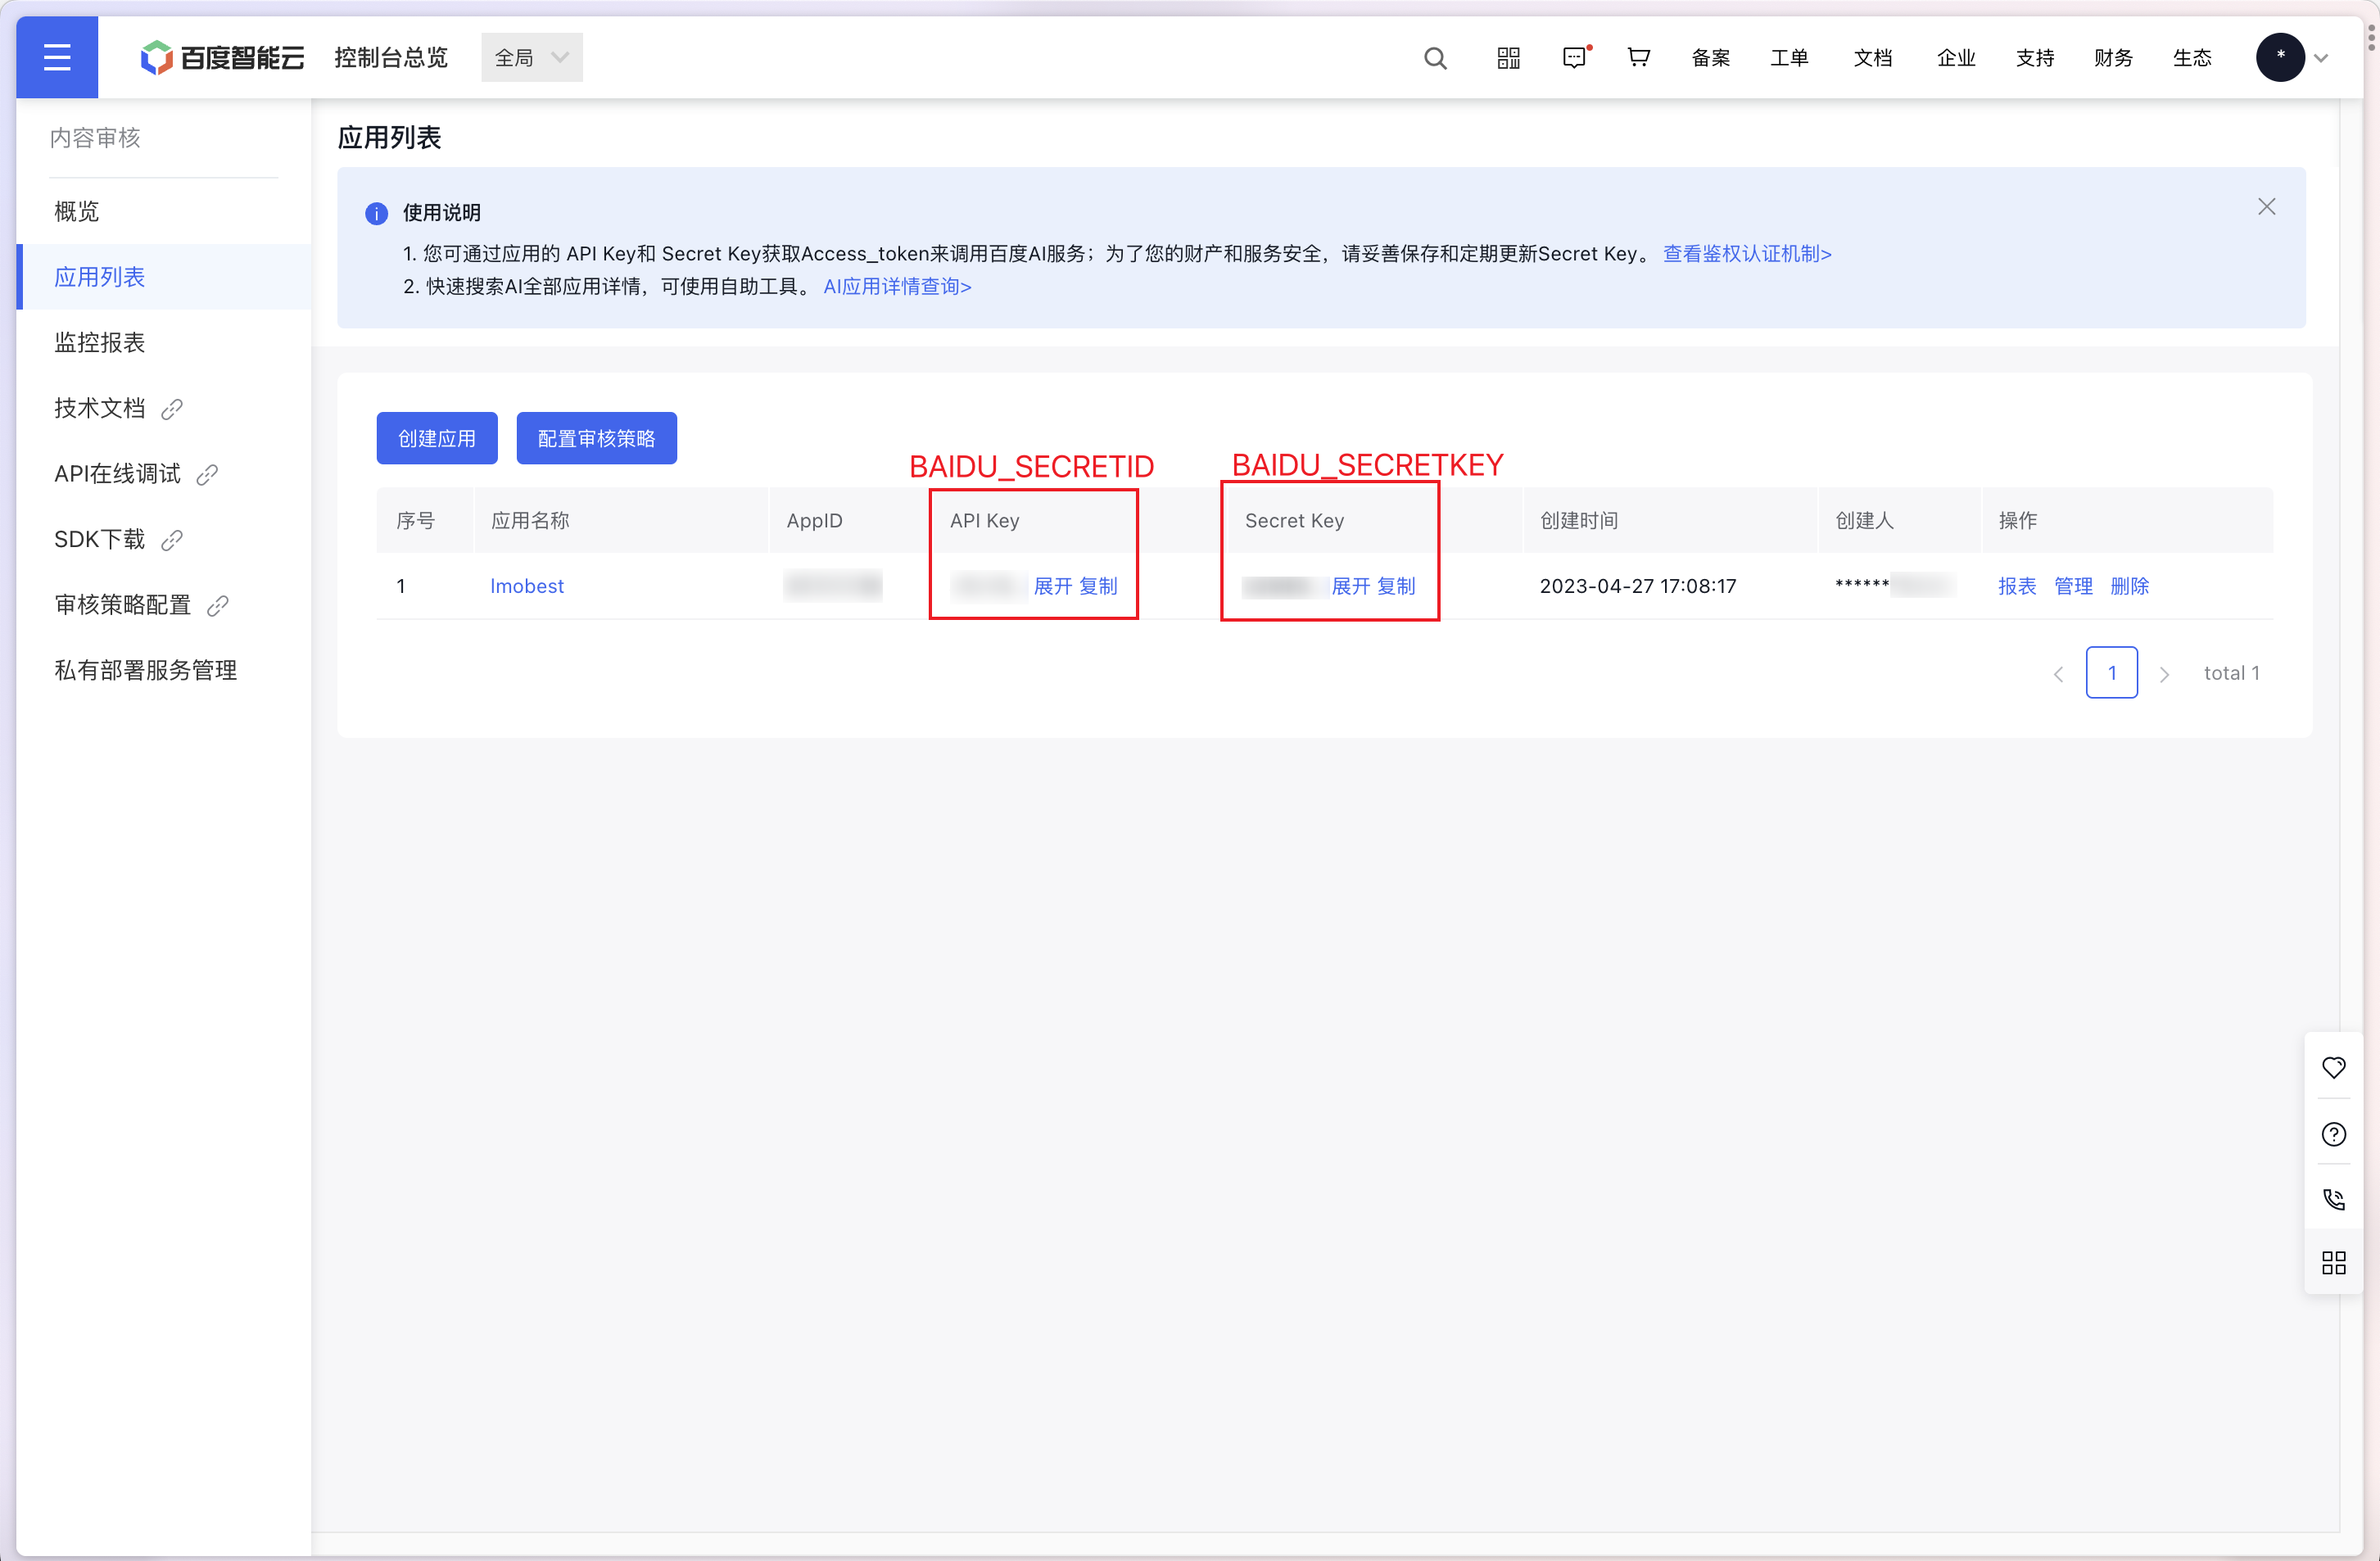 百度智能云 控制台总览 全局 备案 工单 文档 企业 支持 财务 生态 *
内容审核
概览
应用列表
监控报表
技术文档
API在线调试
SDK下载
审核策略配置
私有部署服务管理
应用列表
使用说明
1. 您可通过应用的 API Key和 Secret Key获取Access_token来调用百度AI服务；为了您的财产和服务安全，请妥善保存和定期更新Secret Key。 查看鉴权认证机制>
2. 快速搜索AI全部应用详情，可使用自助工具。 AI应用详情查询>
创建应用 配置审核策略
BAIDU_SECRETID BAIDU_SECRETKEY
序号 应用名称 AppID API Key Secret Key 创建时间 创建人 操作
1 Imobest 展开 复制 展开 复制 2023-04-27 17:08:17 ****** 报表 管理 删除
1 total 1